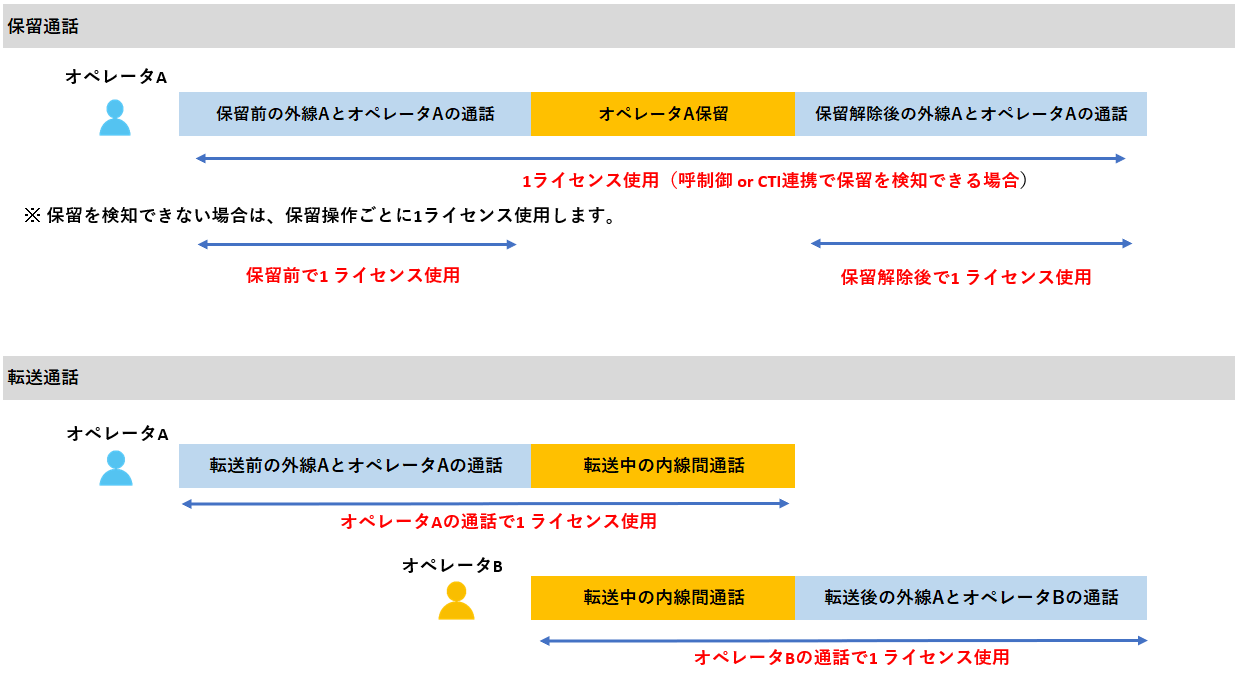 保留通話
オペレータA
保留前の外線AとオペレータAの通話
オペレータA保留
保留解除後の外線AとオペレータAの通話
1ライセンス使用（呼制御 or CTI連携で保留を検知できる場合）
※ 保留を検知できない場合は、保留操作ごとに1ライセンス使用します。
保留前で1 ライセンス使用
保留解除後で1 ライセンス使用
転送通話
オペレータA
転送前の外線AとオペレータAの通話
転送中の内線間通話
オペレータAの通話で1 ライセンス使用
オペレータB
転送中の内線間通話
転送後の外線AとオペレータBの通話
オペレータBの通話で1 ライセンス使用